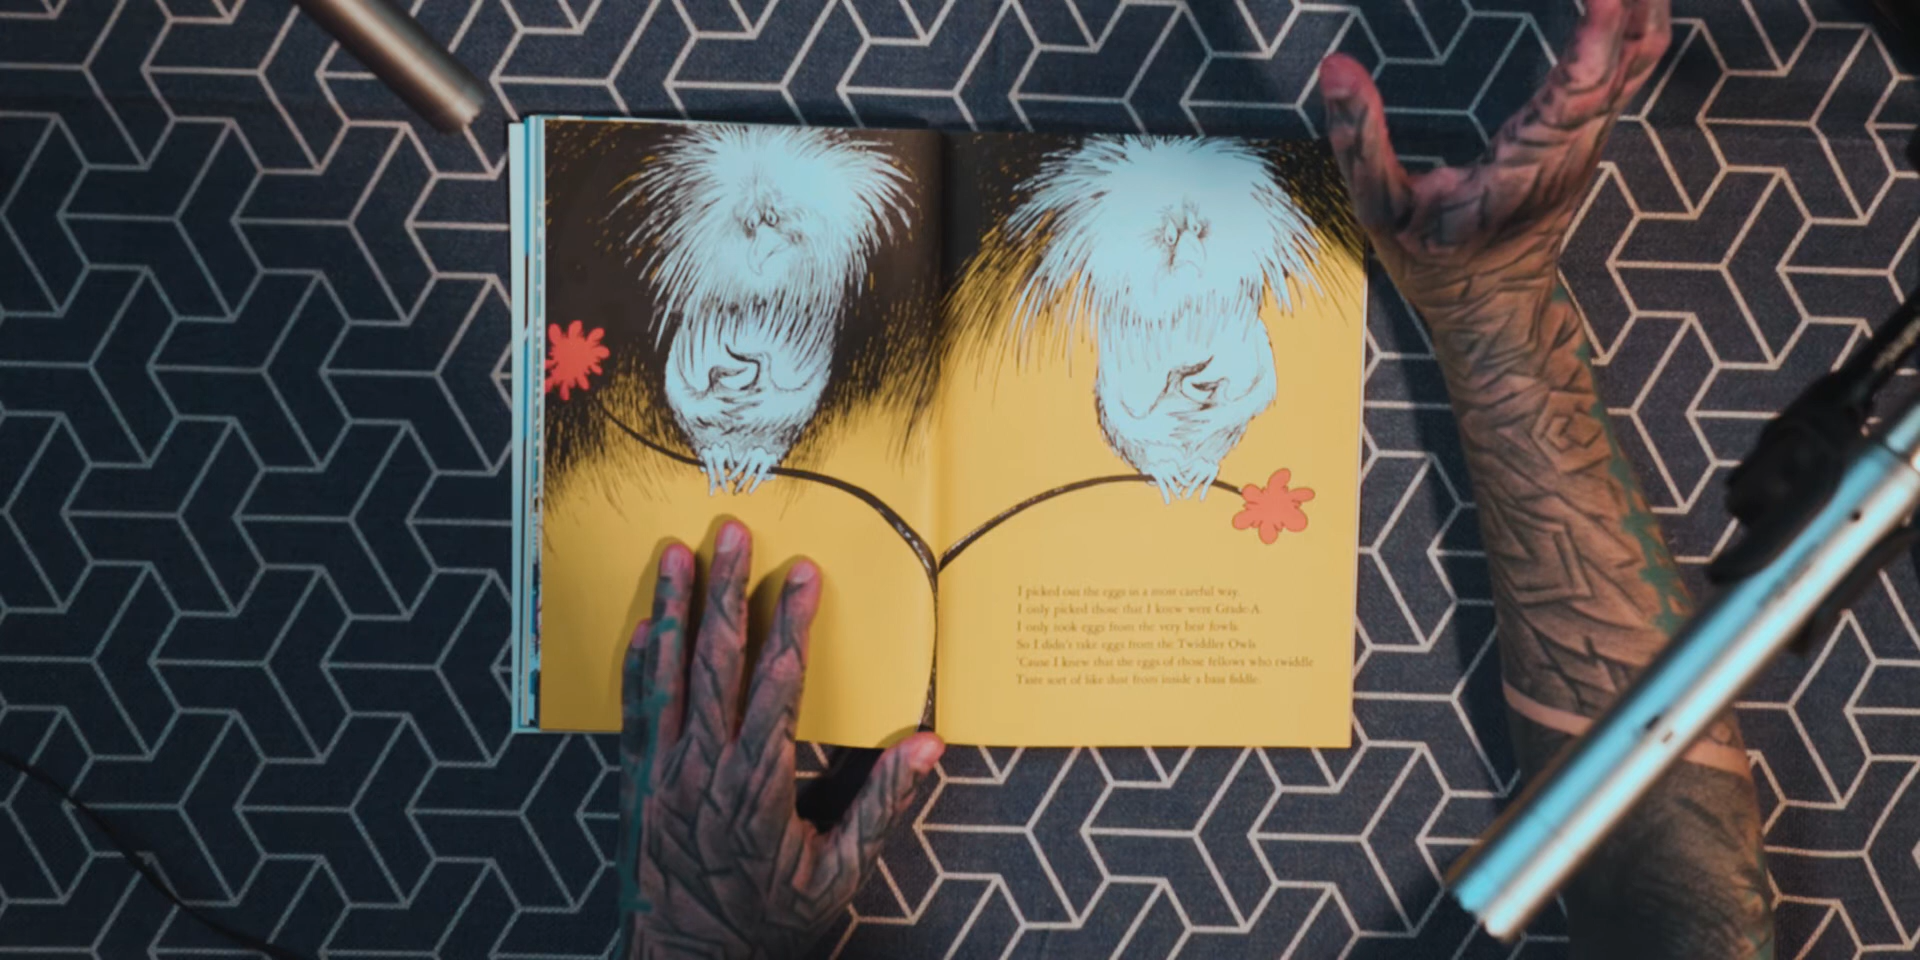 I picked out the eggs in a most careful way.
I only picked those that I knew were Grade-A.
I only took eggs from the very best fowls
So I didn't take eggs from the Twiddler Owls
'Cause I knew that the eggs of those fellows who twiddle
Taste sort of like dust from inside a bass fiddle.